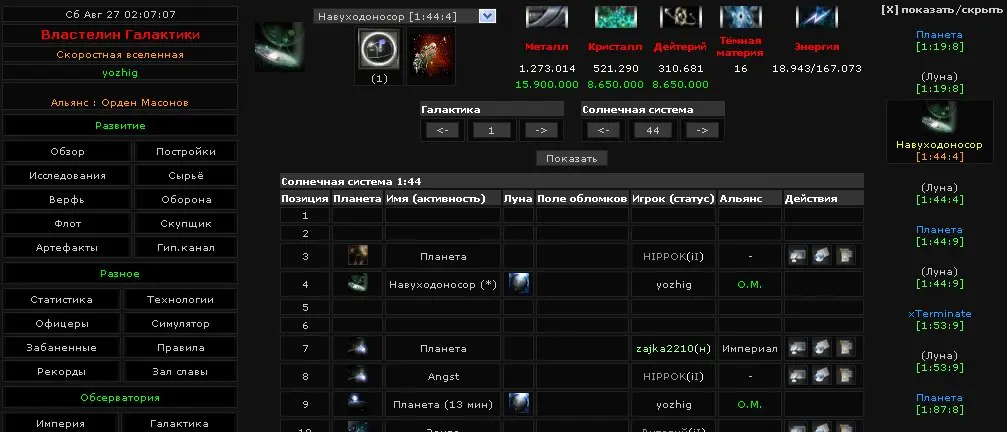 Сб Авг 27 02:07:07
Властелин Галактики
Скоростная вселенная
yozhig
Альянс : Орден Масонов
Развитие
Обзор Постройки
Исследования Сырьё
Верфь Оборона
Флот Скупщик
Артефакты Гип.канал
Разное
Статистика Технологии
Офицеры Симулятор
Забаненные Правила
Рекорды Зал славы
Обсерватория
Империя Галактика
Навуходоносор [1:44:4]
(1)
Металл Кристалл Дейтерий Тёмная материя Энергия
1.273.014 521.290 310.681 16 18.943/167.073
15.900.000 8.650.000 8.650.000
Галактика Солнечная система
<- 1 -> <- 44 ->
Показать
Солнечная система 1:44
Позиция Планета Имя (активность) Луна Поле обломков Игрок (статус) Альянс Действия
1
2
3 Планета HIPPOK(iI) -
4 Навуходоносор (*) yozhig О.М.
5
6
7 Планета zajka2210(н) Империал
8 Angst HIPPOK(iI) -
9 Планета (13 мин) yozhig О.М.
[X] показать/скрыть
Планета
[1:19:8]
(Луна)
[1:19:8]
Навуходоносор
[1:44:4]
(Луна)
[1:44:4]
Планета
[1:44:9]
(Луна)
[1:44:9]
xTerminate
[1:53:9]
(Луна)
[1:53:9]
Планета
[1:87:8]